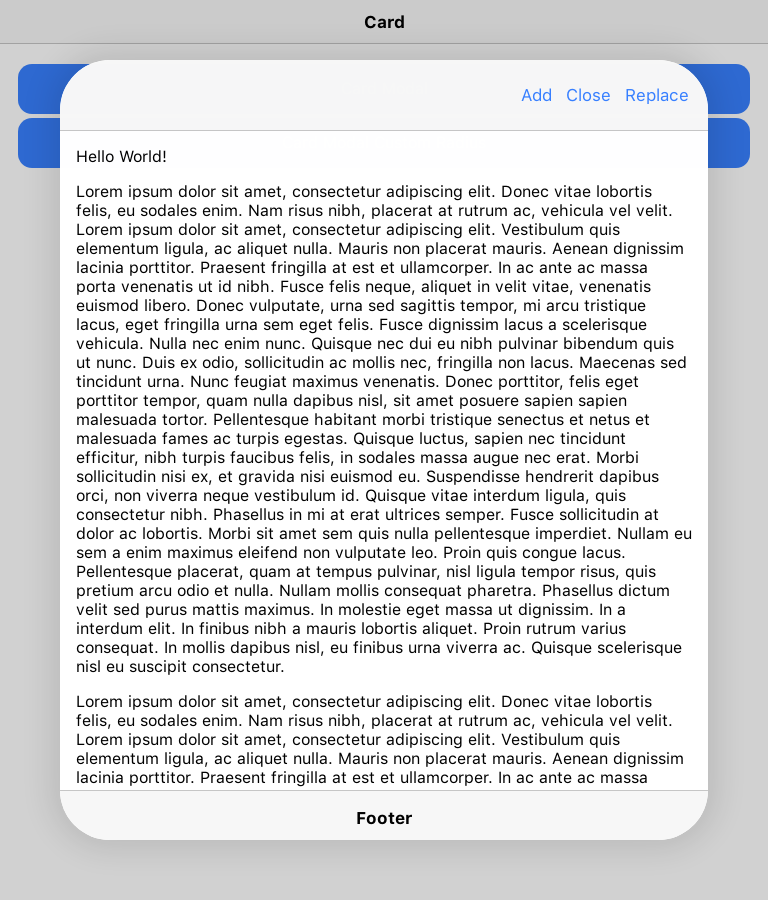 Card
Add Close Replace
Hello World!
Lorem ipsum dolor sit amet, consectetur adipiscing elit. Donec vitae lobortis
felis, eu sodales enim. Nam risus nibh, placerat at rutrum ac, vehicula vel velit.
Lorem ipsum dolor sit amet, consectetur adipiscing elit. Vestibulum quis
elementum ligula, ac aliquet nulla. Mauris non placerat mauris. Aenean dignissim
lacinia porttitor. Praesent fringilla at est et ullamcorper. In ac ante ac massa
porta venenatis ut id nibh. Fusce felis neque, aliquet in velit vitae, venenatis
euismod libero. Donec vulputate, urna sed sagittis tempor, mi arcu tristique
lacus, eget fringilla urna sem eget felis. Fusce dignissim lacus a scelerisque
vehicula. Nulla nec enim nunc. Quisque nec dui eu nibh pulvinar bibendum quis
ut nunc. Duis ex odio, sollicitudin ac mollis nec, fringilla non lacus. Maecenas sed
tincidunt urna. Nunc feugiat maximus venenatis. Donec porttitor, felis eget
porttitor tempor, quam nulla dapibus nisl, sit amet posuere sapien sapien
malesuada tortor. Pellentesque habitant morbi tristique senectus et netus et
malesuada fames ac turpis egestas. Quisque luctus, sapien nec tincidunt
efficitur, nibh turpis faucibus felis, in sodales massa augue nec erat. Morbi
sollicitudin nisi ex, et gravida nisi euismod eu. Suspendisse hendrerit dapibus
orci, non viverra neque vestibulum id. Quisque vitae interdum ligula, quis
consectetur nibh. Phasellus in mi at erat ultrices semper. Fusce sollicitudin at
dolor ac lobortis. Morbi sit amet sem quis nulla pellentesque imperdiet. Nullam eu
sem a enim maximus eleifend non vulputate leo. Proin quis congue lacus.
Pellentesque placerat, quam at tempus pulvinar, nisl ligula tempor risus, quis
pretium arcu odio et nulla. Nullam mollis consequat pharetra. Phasellus dictum
velit sed purus mattis maximus. In molestie eget massa ut dignissim. In a
interdum elit. In finibus nibh a mauris lobortis aliquet. Proin rutrum varius
consequat. In mollis dapibus nisl, eu finibus urna viverra ac. Quisque scelerisque
nisl eu suscipit consectetur.
Lorem ipsum dolor sit amet, consectetur adipiscing elit. Donec vitae lobortis
felis, eu sodales enim. Nam risus nibh, placerat at rutrum ac, vehicula vel velit.
Lorem ipsum dolor sit amet, consectetur adipiscing elit. Vestibulum quis
elementum ligula, ac aliquet nulla. Mauris non placerat mauris. Aenean dignissim
lacinia porttitor. Praesent fringilla at est et ullamcorper. In ac ante ac massa
Footer